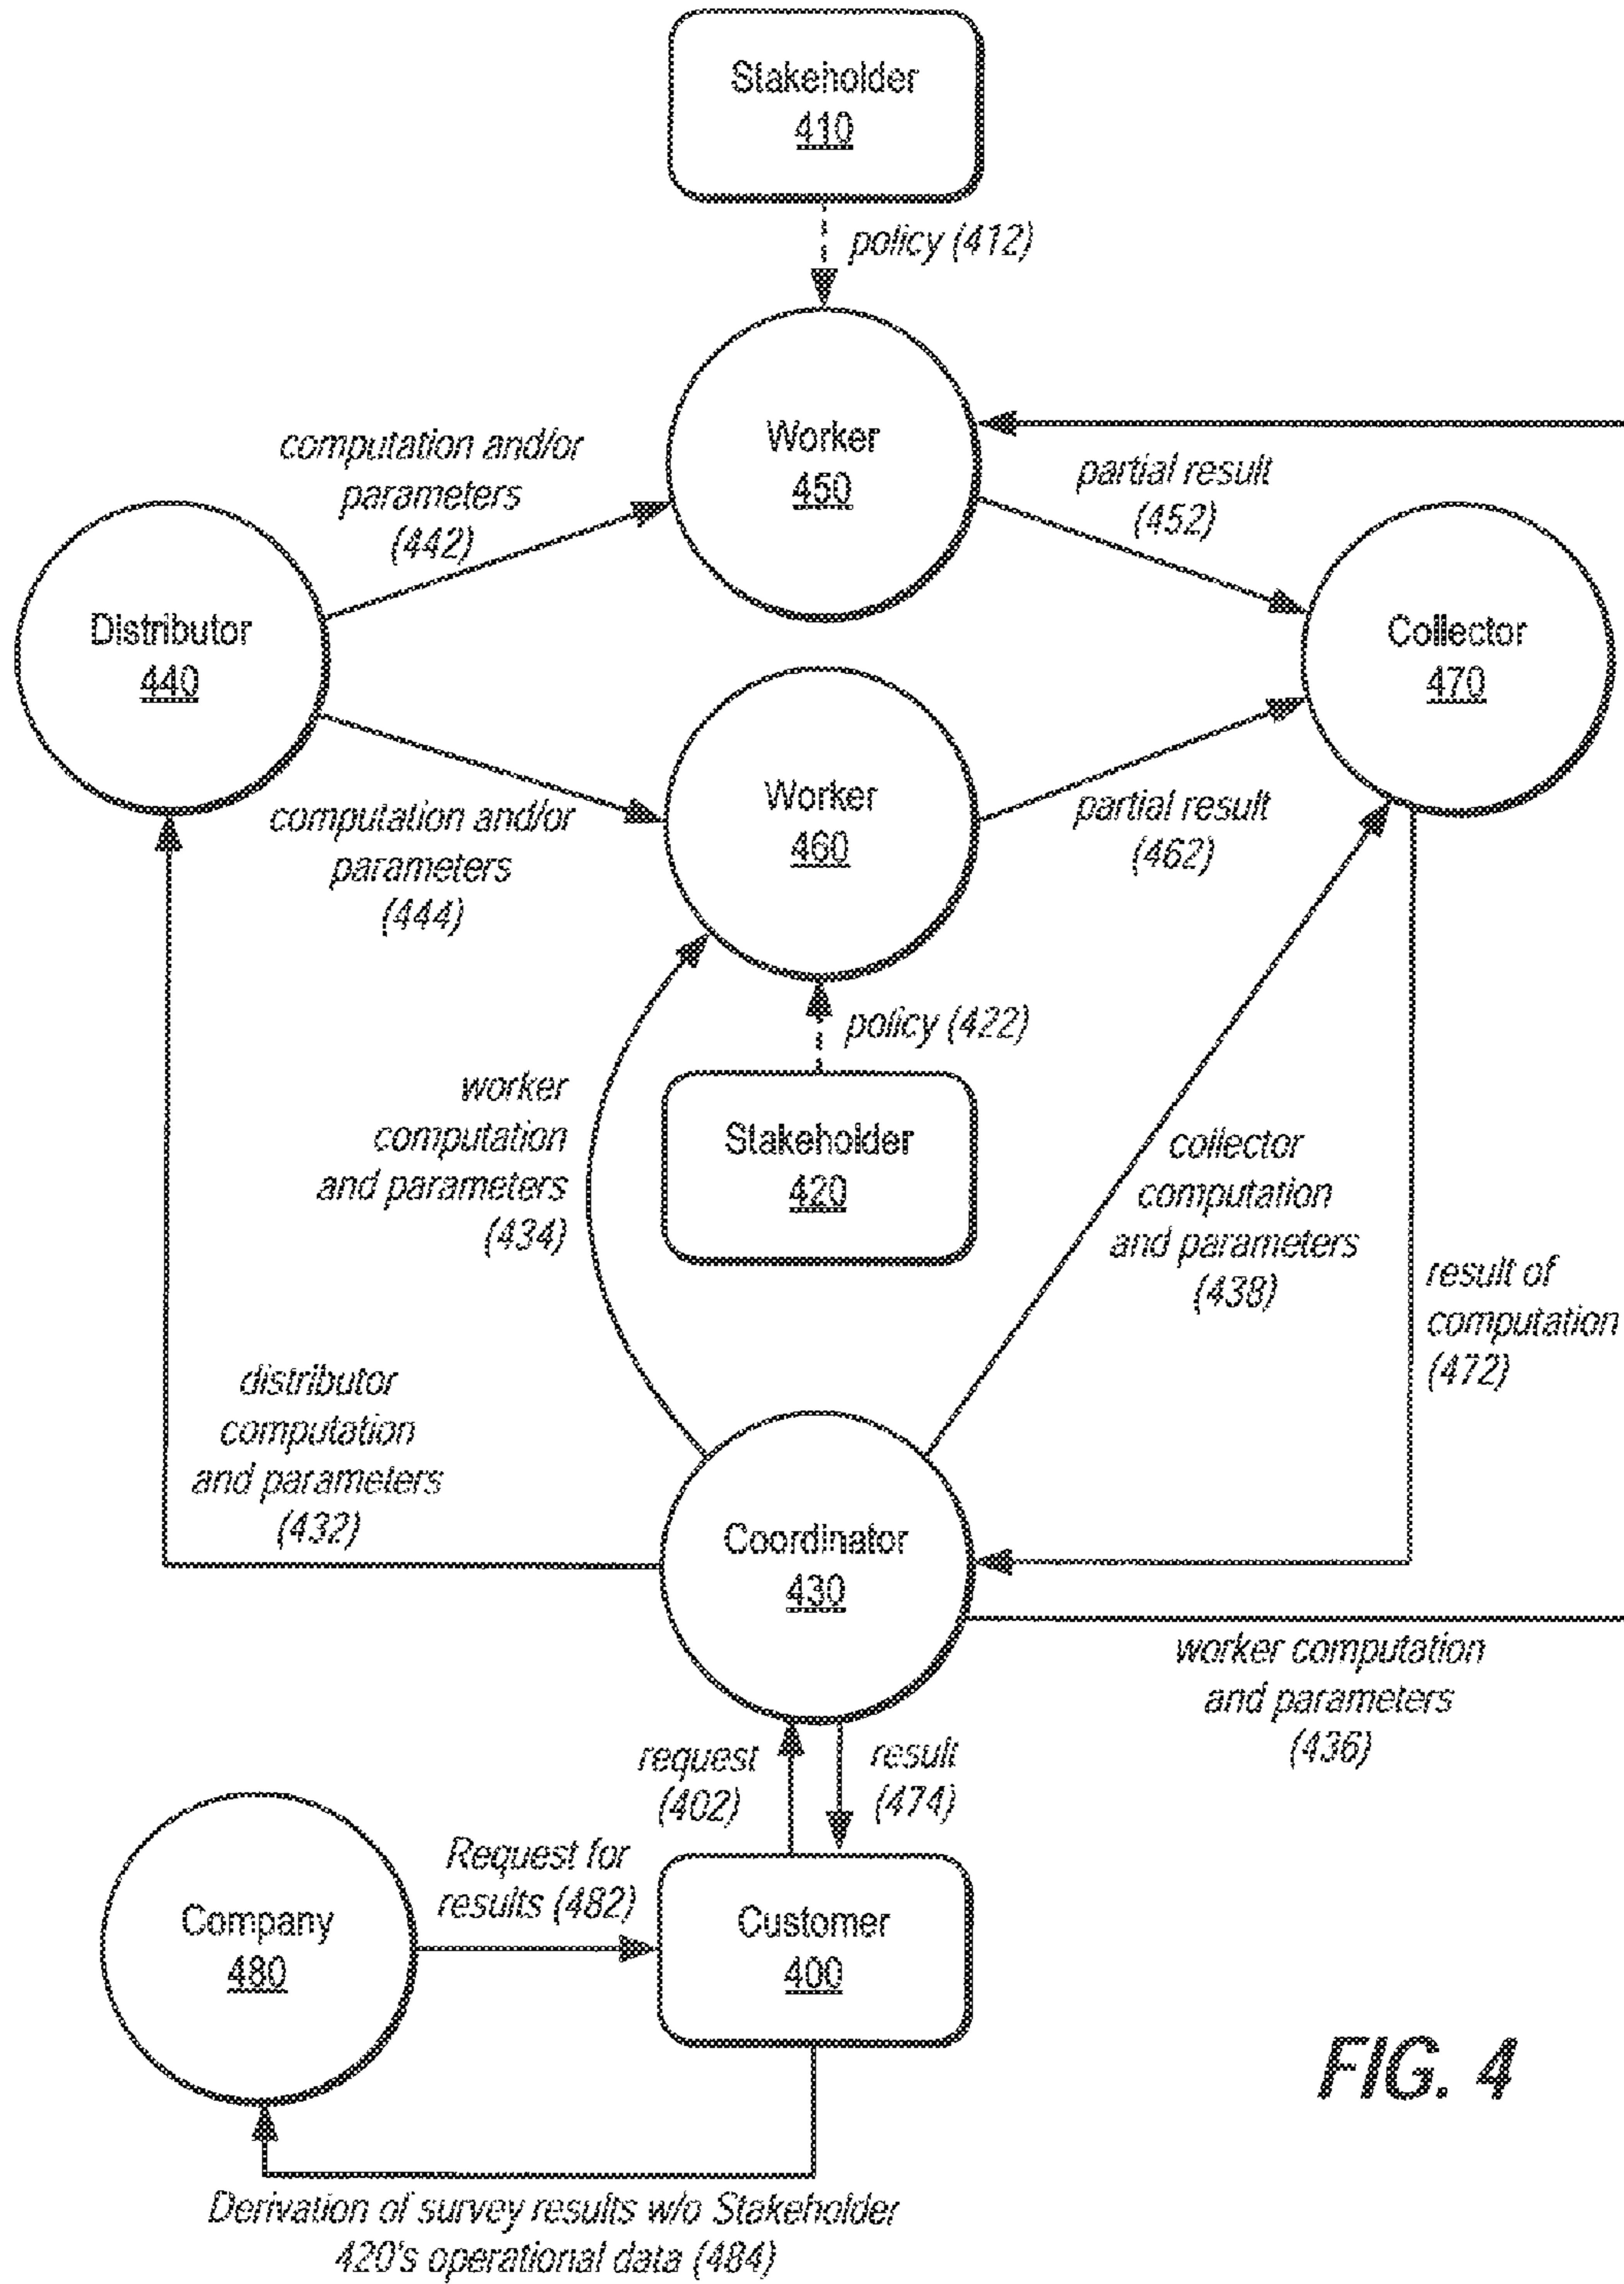 Stakeholder
410
policy (412)
Worker
450
computation and/or
parameters
(442)
partial result
(452)
Distributor
440
Collector
470
Worker
460
computation and/or
parameters
(444)
partial result
(462)
policy (422)
worker
computation
and parameters
(434)
Stakeholder
420
collector
computation
and parameters
(438)
result of
computation
(472)
distributor
computation
and parameters
(432)
Coordinator
430
worker computation
and parameters
(436)
request
(402)
result
(474)
Company
480
Request for
results (482)
Customer
400
FIG. 4
Derivation of survey results w/o Stakeholder
420's operational data (484)